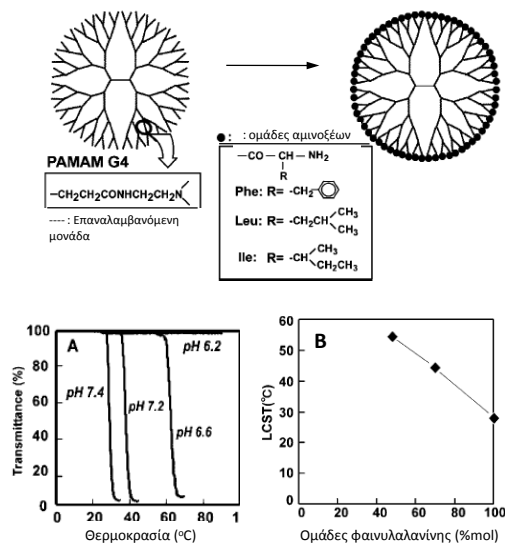 PAMAM G4
—CH₂CH₂CONHCH₂CH₂N
---- : Επαναλαμβανόμενη
μονάδα
●: : ομάδες αμινοξέων
—CO—CH—NH₂
R
Phe: R= -CH₂-
Leu: R= -CH₂CH CH₃ CH₃
Ile: R= -CH CH₃ CH₂CH₃
A
Transmittance (%)
100
80
60
40
20
0
pH 6.2
pH 7.4
pH 7.2
pH 6.6
0 20 40 60 80 1
Θερμοκρασία (°C)
B
LCST(°C)
60
50
40
30
20
10
0
0 20 40 60 80 100
Ομάδες φαινυλαλανίνης (%mol)